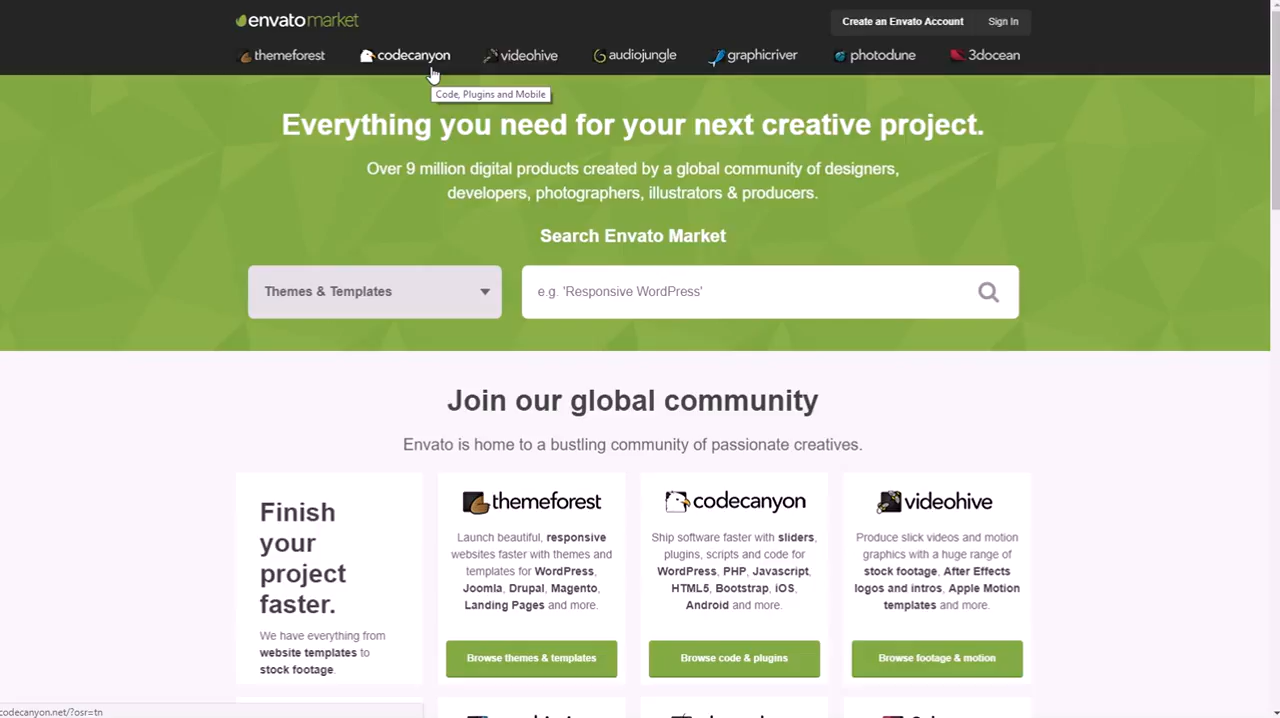 envatomarket
Create an Envato Account
Sign In
themeforest
codecanyon
videohive
audiojungle
graphicriver
photodune
3docean
Code, Plugins and Mobile
Everything you need for your next creative project.
Over 9 million digital products created by a global community of designers,
developers, photographers, illustrators & producers.
Search Envato Market
Themes & Templates
e.g. 'Responsive WordPress'
Join our global community
Envato is home to a bustling community of passionate creatives.
Finish
your
project
faster.
We have everything from
website templates to
stock footage.
themeforest
Launch beautiful, responsive
websites faster with themes and
templates for WordPress,
Joomla, Drupal, Magento,
Landing Pages and more.
Browse themes & templates
codecanyon
Ship software faster with sliders,
plugins, scripts and code for
WordPress, PHP, Javascript,
HTML5, Bootstrap, iOS,
Android and more.
Browse code & plugins
videohive
Produce slick videos and motion
graphics with a huge range of
stock footage, After Effects
logos and intros, Apple Motion
templates and more.
Browse footage & motion
codecanyon.net/?osr=tn